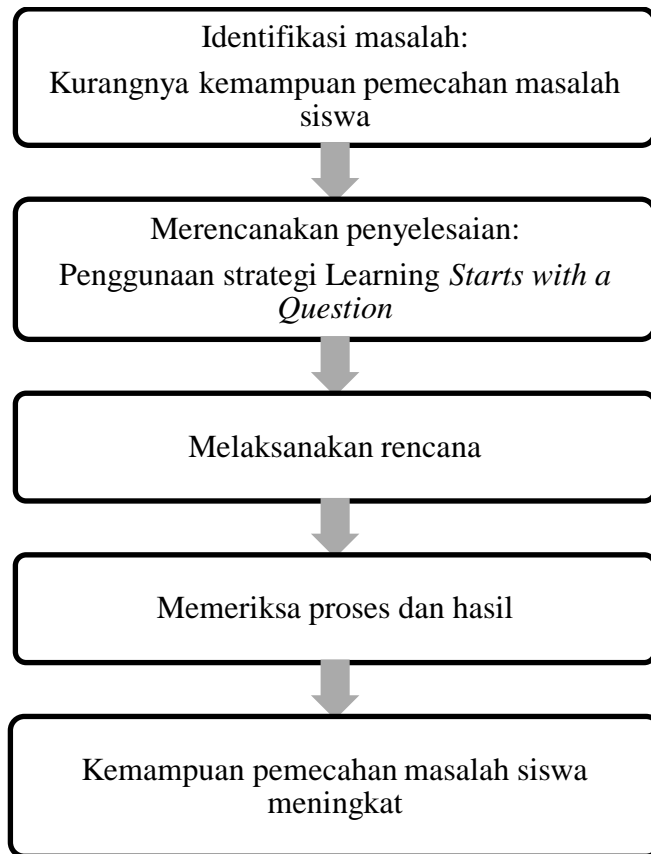 Identifikasi masalah:
Kurangnya kemampuan pemecahan masalah
siswa
Merencanakan penyelesaian:
Penggunaan strategi Learning Starts with a
Question
Melaksanakan rencana
Memeriksa proses dan hasil
Kemampuan pemecahan masalah siswa
meningkat